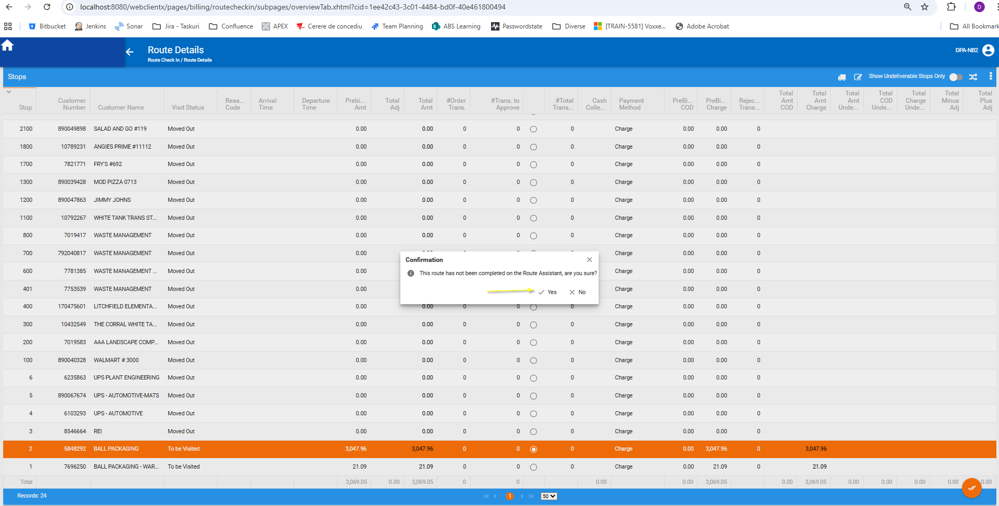 localhost:8080/webclientx/pages/billing/routecheckin/subpages/overviewTab.xhtml?cid=1ee42c43-3c01-4484-bd0f-40e461800494
D
Bitbucket Jenkins Sonar Jira - Taskuri Confluence APEX Cerere de concediu Team Planning ABS Learning Passwordstate Diverse [TRAIN-5581] Voxxe... Adobe Acrobat All Bookmark
Route Details
Route Check In / Route Details
DPA-NB2
Stops
Show Undeliverable Stops Only
Stop Customer Number Customer Name Visit Status Reas... Code Arrival Time Departure Time Prebi... Amt Total Adj Total Amt #Order Trans. #Trans. to Approve #Total Trans... Cash Colle... Payment Method PreBi... COD PreBi... Charge Rejec... Trans... Total Amt COD Total Amt Charge Total Amt Unde... Total COD Unde... Total Charge Unde... Total Minus Adj Total Plus Adj
2100 890049898 SALAD AND GO #119 Moved Out 0.00 0.00 0 0 0 Charge 0.00 0.00 0
1800 10789231 ANGIES PRIME #11112 Moved Out 0.00 0.00 0 0 0 Charge 0.00 0.00 0
1700 7821771 FRY'S #692 Moved Out 0.00 0.00 0 0 0 Charge 0.00 0.00 0
1300 890039428 MOD PIZZA 0713 Moved Out 0.00 0.00 0 0 0 Charge 0.00 0.00 0
1200 890047863 JIMMY JOHNS Moved Out 0.00 0.00 0 0 0 Charge 0.00 0.00 0
1100 10792267 WHITE TANK TRANS ST... Moved Out 0.00 0.00 0 0 0 Charge 0.00 0.00 0
800 7019417 WASTE MANAGEMENT Moved Out 0.00 0.00 0 0 0 Charge 0.00 0.00 0
700 792040817 WASTE MANAGEMENT Moved Out 0.00 Charge 0.00 0.00 0
Confirmation
600 7781385 WASTE MANAGEMENT ... Moved Out 0.00 Charge 0.00 0.00 0
This route has not been completed on the Route Assistant, are you sure?
401 7753539 WASTE MANAGEMENT Moved Out 0.00 Charge 0.00 0.00 0
Yes No
400 170475601 LITCHFIELD ELEMENTA... Moved Out 0.00 0.00 0 0 0 Charge 0.00 0.00 0
300 10432549 THE CORRAL WHITE TA... Moved Out 0.00 0.00 0 0 0 Charge 0.00 0.00 0
200 7019583 AAA LANDSCAPE COMP... Moved Out 0.00 0.00 0 0 0 Charge 0.00 0.00 0
100 890040328 WALMART # 3000 Moved Out 0.00 0.00 0 0 0 Charge 0.00 0.00 0
6 6235863 UPS PLANT ENGINEERING Moved Out 0.00 0.00 0 0 0 Charge 0.00 0.00 0
5 890067674 UPS - AUTOMOTIVE-MATS Moved Out 0.00 0.00 0 0 0 Charge 0.00 0.00 0
4 6103293 UPS - AUTOMOTIVE Moved Out 0.00 0.00 0 0 0 Charge 0.00 0.00 0
3 8546664 REI Moved Out 0.00 0.00 0 0 0 Charge 0.00 0.00 0
2 5848292 BALL PACKAGING To be Visited 3,047.96 3,047.96 0 0 0 Charge 0.00 3,047.96 0 3,047.96
1 7696250 BALL PACKAGING - WAR... To be Visited 21.09 21.09 0 0 0 Charge 0.00 21.09 0 21.09
Total 3,069.05 0.00 3,069.05 0 0 0.00 0.00 3,069.05 0.00 3,069.05 0.00 0.00 0.00 0.00 0.00
Records: 24
1
50